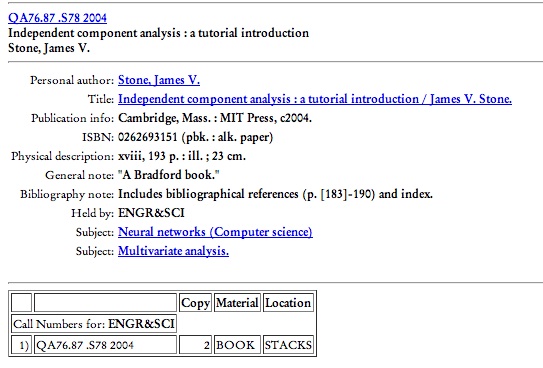 QA76.87 .S78 2004
Independent component analysis : a tutorial introduction
Stone, James V.
Personal author: Stone, James V.
Title: Independent component analysis : a tutorial introduction / James V. Stone.
Publication info: Cambridge, Mass. : MIT Press, c2004.
ISBN: 0262693151 (pbk. : alk. paper)
Physical description: xviii, 193 p. : ill. ; 23 cm.
General note: "A Bradford book."
Bibliography note: Includes bibliographical references (p. [183]-190) and index.
Held by: ENGR&SCI
Subject: Neural networks (Computer science)
Subject: Multivariate analysis.
Copy Material Location
Call Numbers for: ENGR&SCI
1) QA76.87 .S78 2004 2 BOOK STACKS